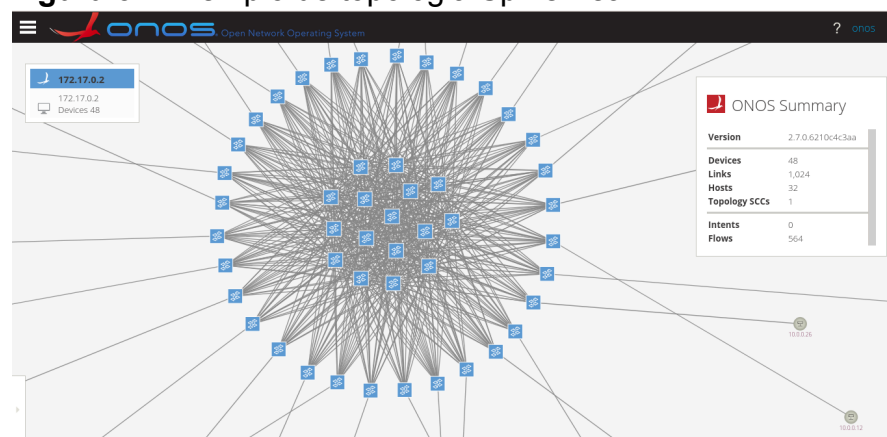 onos Open Network Operating System
? onos
172.17.0.2
172.17.0.2
Devices 48
ONOS Summary
Version 2.7.0.6210c4c3aa
Devices 48
Links 1,024
Hosts 32
Topology SCCs 1
Intents 0
Flows 564
10.0.0.26
10.0.0.12